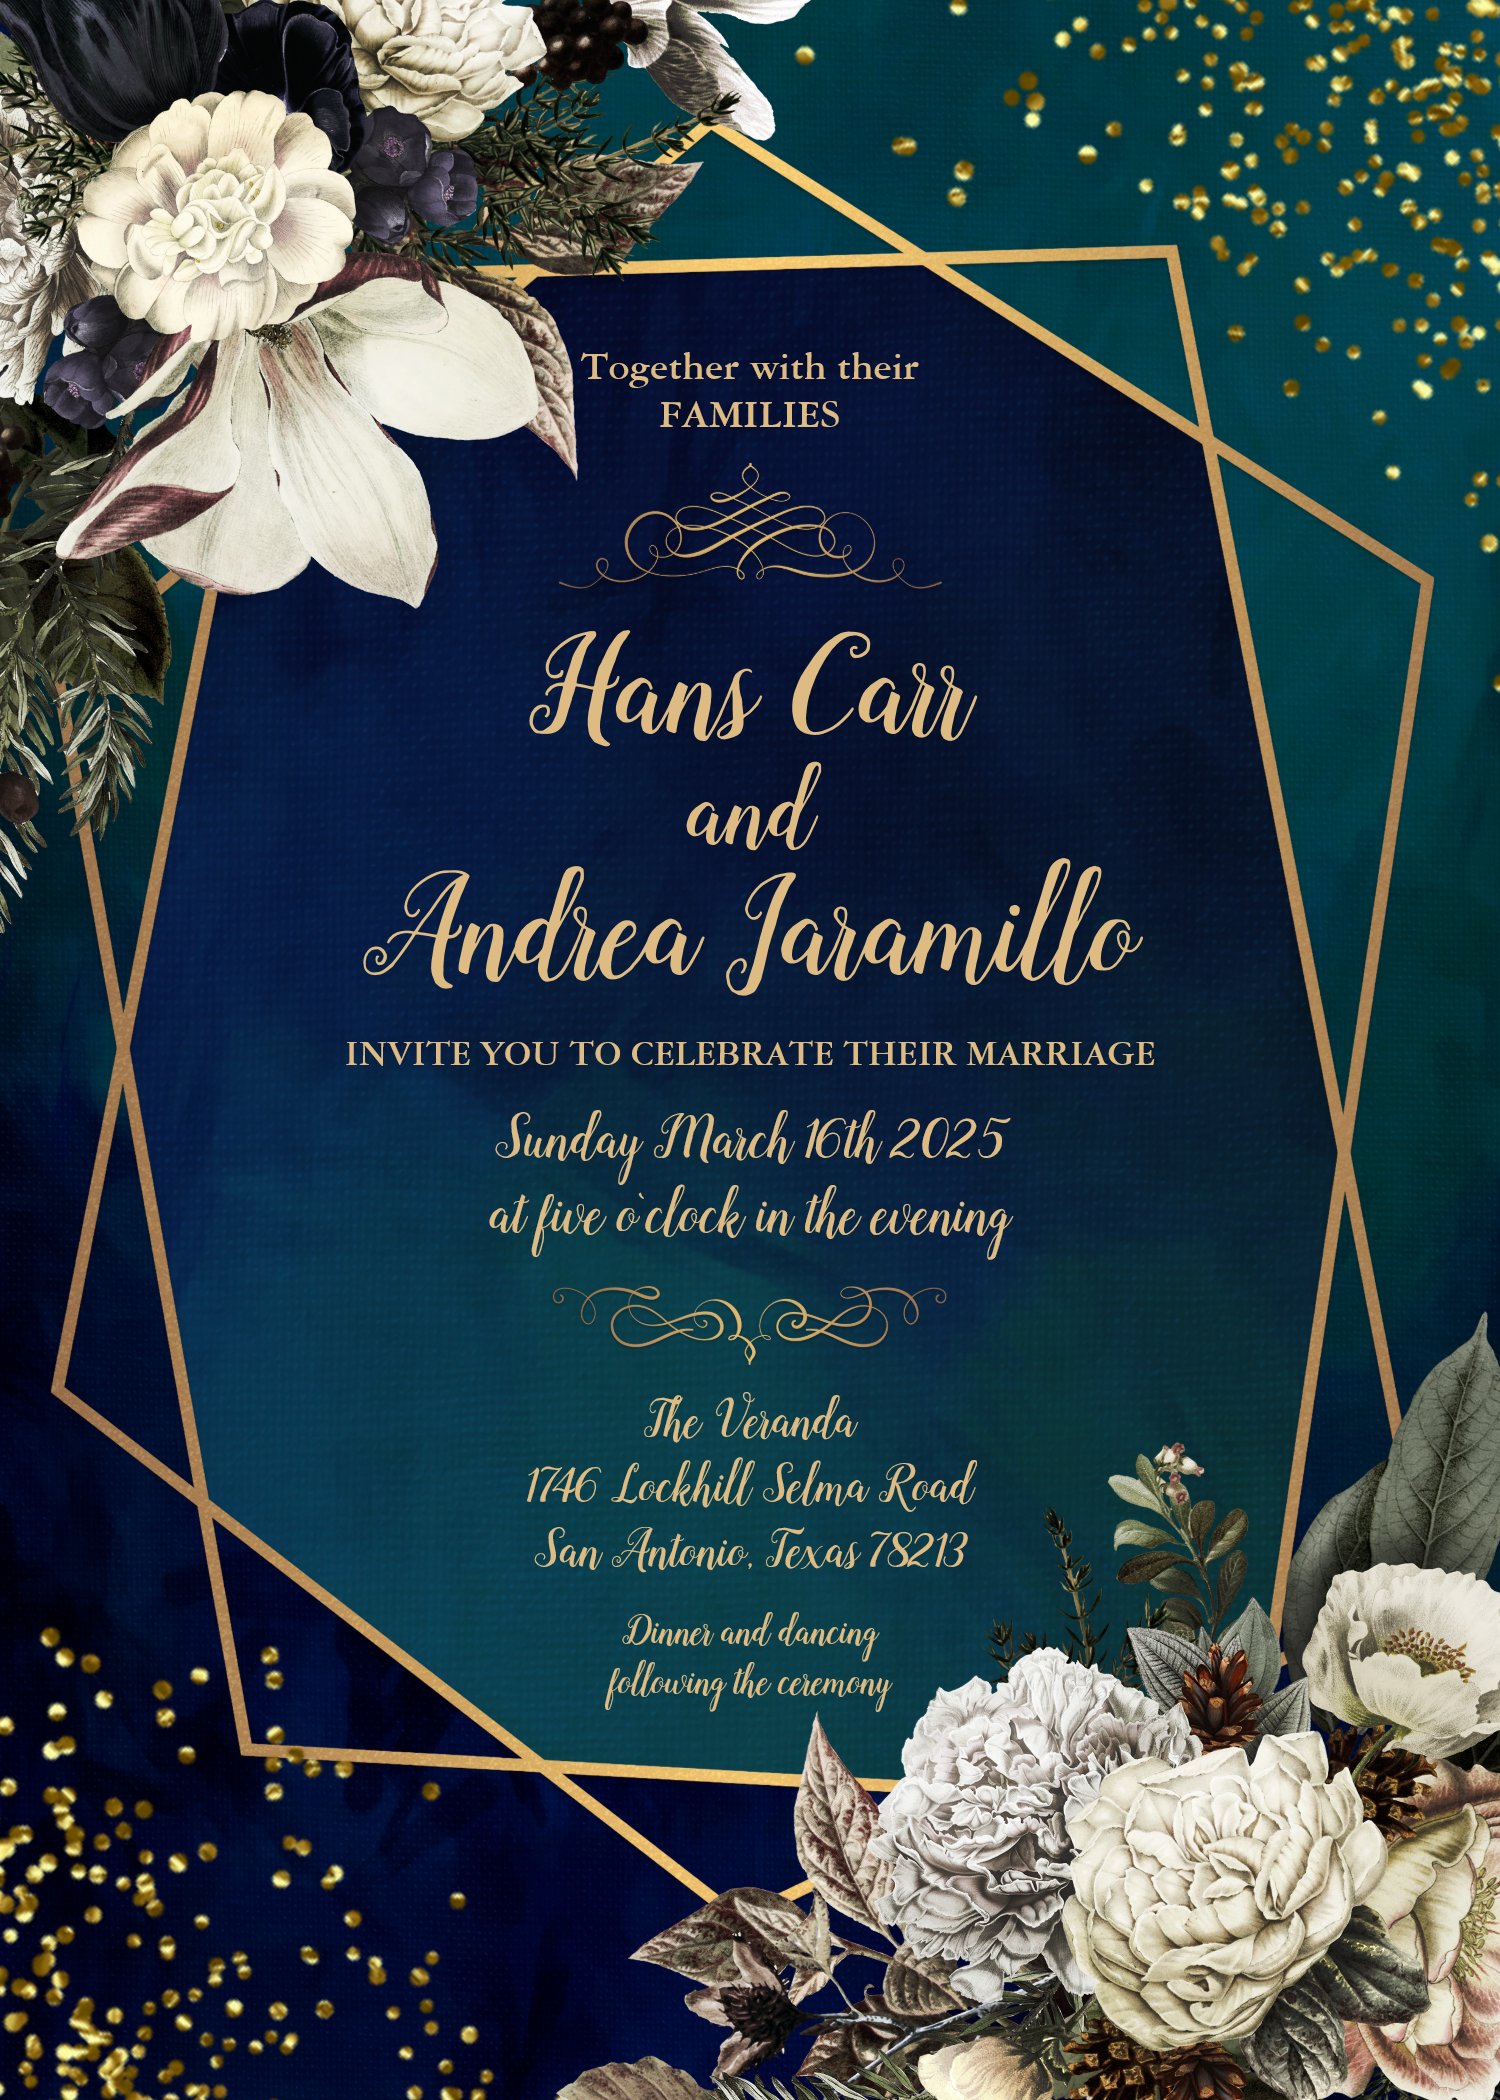 Together with their
FAMILIES
Hans Carr
and
Andrea Jaramillo
INVITE YOU TO CELEBRATE THEIR MARRIAGE
Sunday March 16th 2025
at five o`clock in the evening
The Veranda
1746 Lockhill Selma Road
San Antonio, Texas 78213
Dinner and dancing
following the ceremony